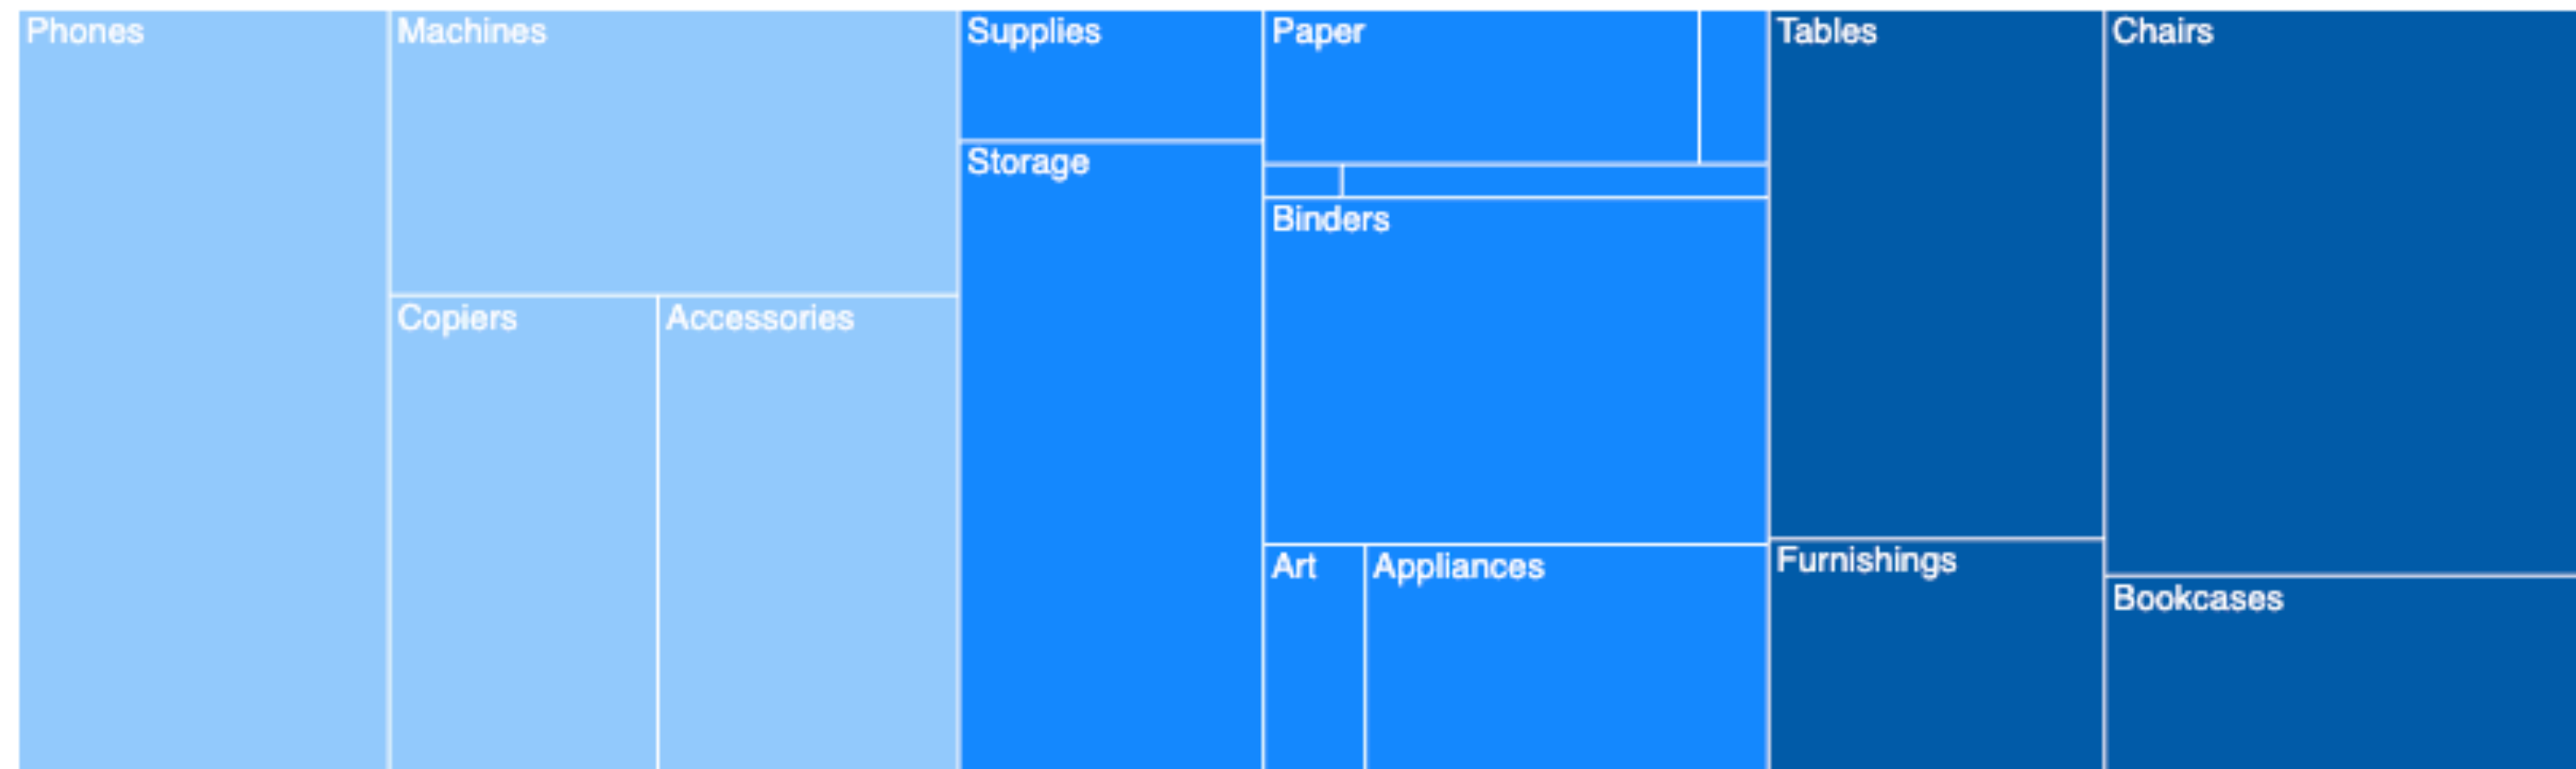 Phones
Machines
Supplies
Paper
Tables
Chairs
Storage
Binders
Copiers
Accessories
Art
Appliances
Furnishings
Bookcases